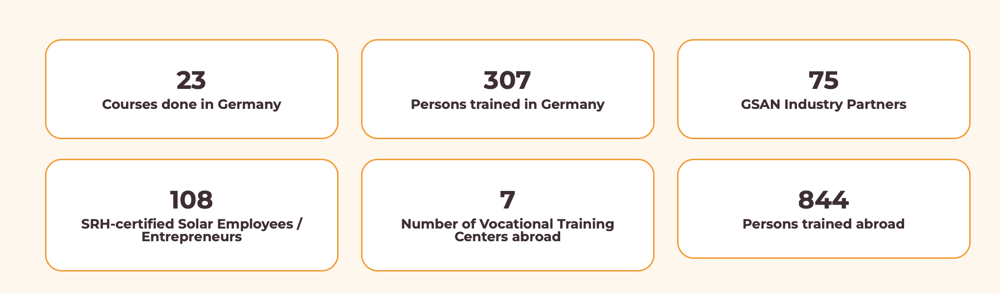 23
Courses done in Germany
307
Persons trained in Germany
75
GSAN Industry Partners
108
SRH-certified Solar Employees /
Entrepreneurs
7
Number of Vocational Training
Centers abroad
844
Persons trained abroad